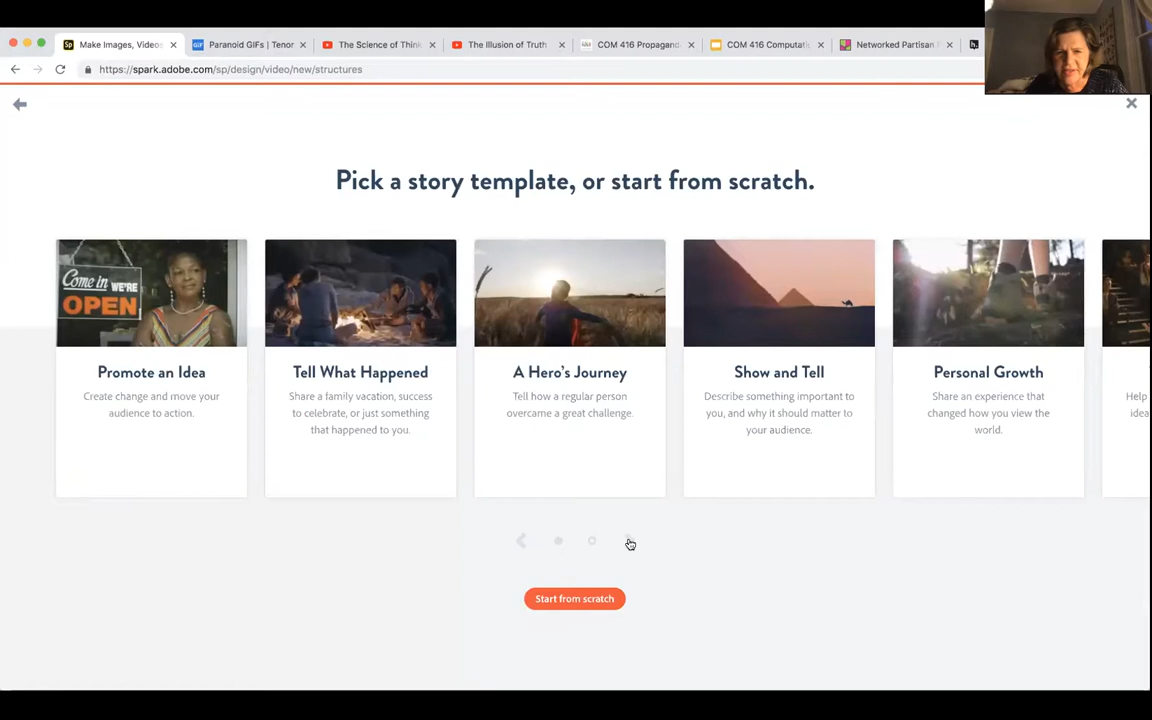 Sp Make Images, Videos
GIF Paranoid GIFs | Tenor
The Science of Think
The Illusion of Truth
COM 416 Propagand
COM 416 Computati
Networked Partisan
https://spark.adobe.com/sp/design/video/new/structures
Pick a story template, or start from scratch.
Come in WE'RE
OPEN
Promote an Idea
Create change and move your
audience to action.
Tell What Happened
Share a family vacation, success
to celebrate, or just something
that happened to you.
A Hero's Journey
Tell how a regular person
overcame a great challenge.
Show and Tell
Describe something important to
you, and why it should matter to
your audience.
Personal Growth
Share an experience that
changed how you view the
world.
Help
idea
Start from scratch